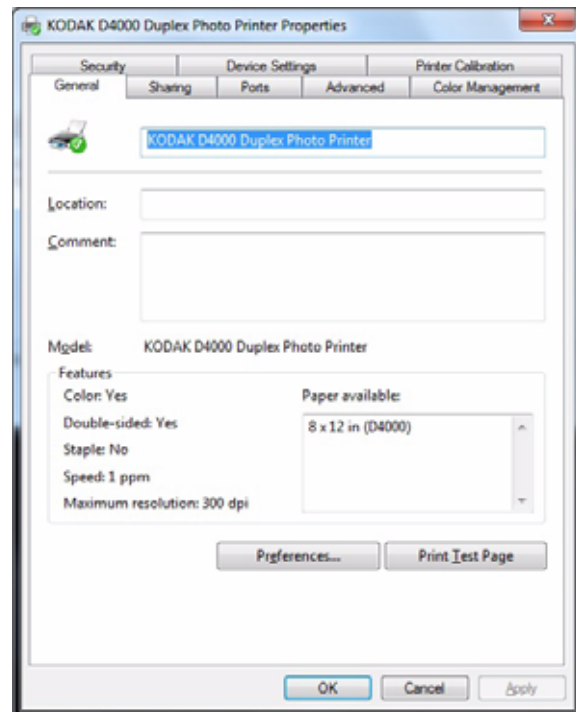 KODAK D4000 Duplex Photo Printer Properties
Security Device Settings Printer Calibration
General Sharing Ports Advanced Color Management
KODAK D4000 Duplex Photo Printer
Location:
Comment:
Model: KODAK D4000 Duplex Photo Printer
Features
Color: Yes Paper available:
Double-sided: Yes 8 x 12 in (D4000)
Staple: No
Speed: 1 ppm
Maximum resolution: 300 dpi
Preferences... Print Test Page
OK Cancel Apply